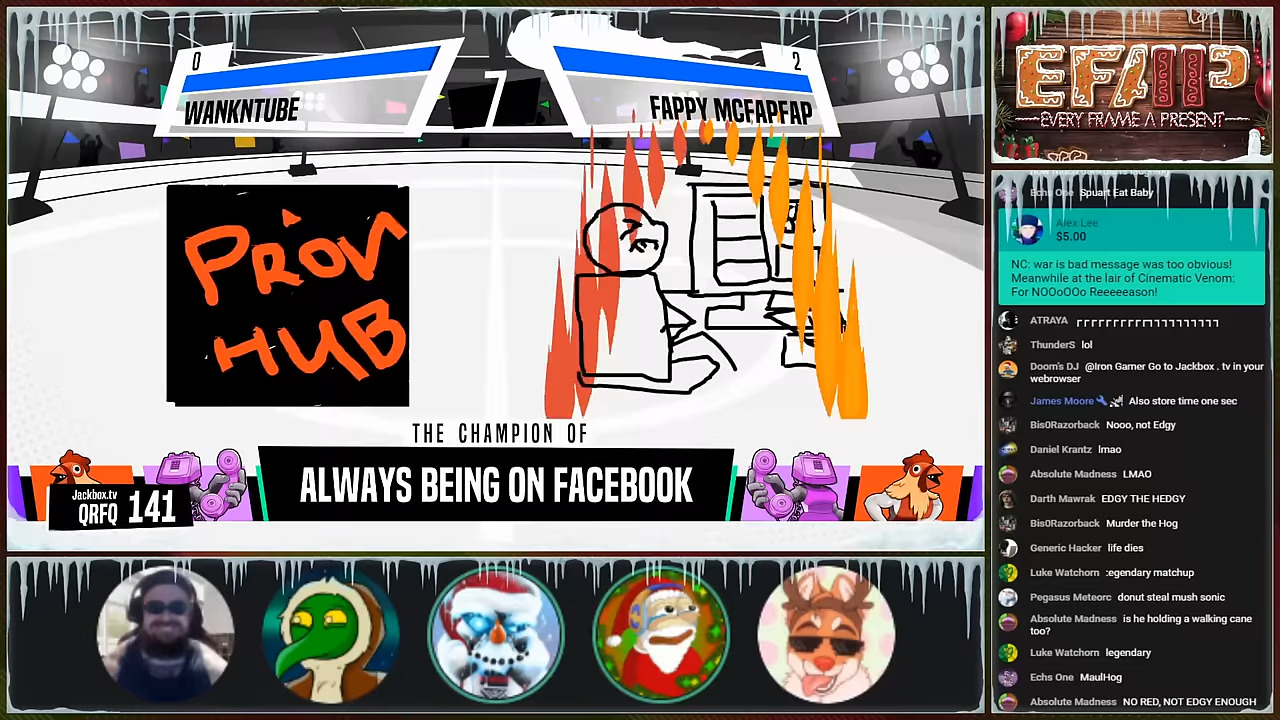 0
WANKNTUBE
7
2
FAPPY MCFAPFAP
PRÓN
HUB
THE CHAMPION OF
ALWAYS BEING ON FACEBOOK
Jackbox.tv
QRFQ 141
EFAP
EVERY FRAME A PRESENT
Echs One Spuart Eat Baby
Alex Lee
$5.00
NC: war is bad message was too obvious!
Meanwhile at the lair of Cinematic Venom:
For NOOoOOo Reeeeeason!
ATRAYA
ThunderS lol
Doom's DJ @Iron Gamer Go to Jackbox . tv in your
webrowser
James Moore Also store time one sec
Bis0Razorback Nooo, not Edgy
Daniel Krantz lmao
Absolute Madness LMAO
Darth Mawrak EDGY THE HEDGY
Bis0Razorback Murder the Hog
Generic Hacker life dies
Luke Watchorn :egendary matchup
Pegasus Meteorc donut steal mush sonic
Absolute Madness is he holding a walking cane
too?
Luke Watchorn legendary
Echs One MaulHog
Absolute Madness NO RED, NOT EDGY ENOUGH